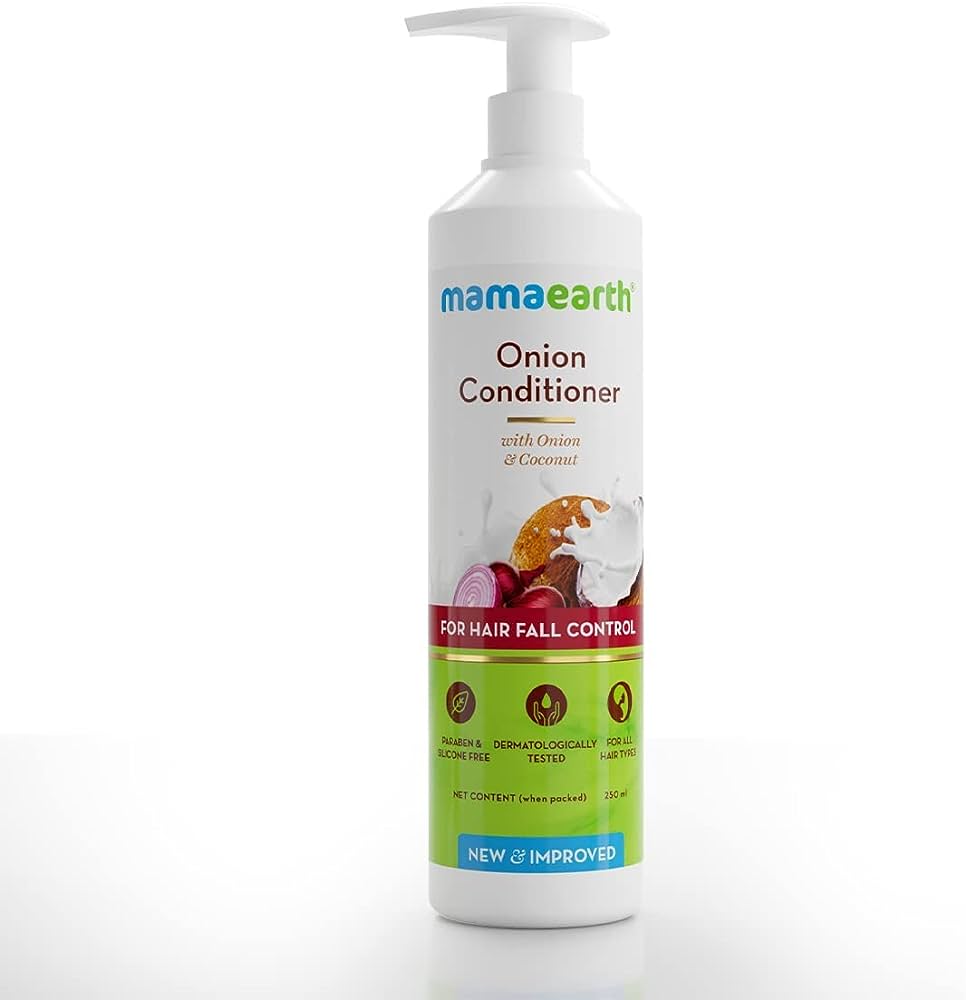 mamaearth®
Onion
Conditioner
with Onion
& Coconut
FOR HAIR FALL CONTROL
PARABEN &
SILICONE FREE
DERMATOLOGICALLY
TESTED
FOR ALL
HAIR TYPES
NET CONTENT (when packed) 250 ml
NEW & IMPROVED